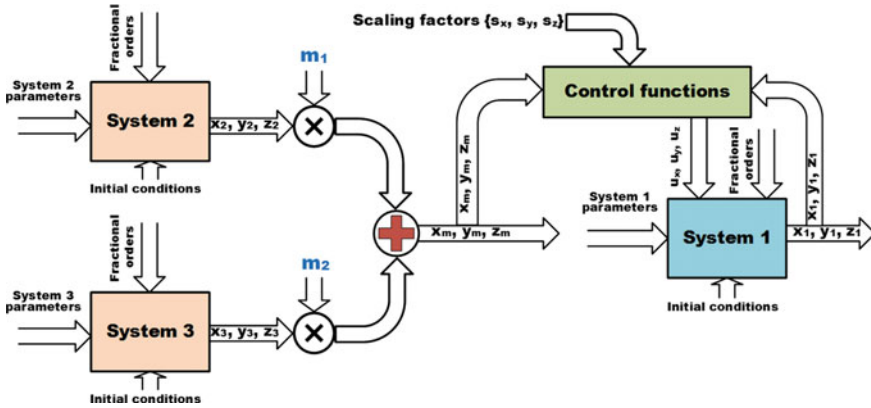 Scaling factors {sx, sy, sz}
Fractional
orders
m1
System 2
parameters
System 2
x2, y2, z2
×
Initial conditions
Control functions
xm, ym, zm
ux, uy, uz
Fractional
orders
x1, y1, z1
System 1
parameters
System 1
x1, y1, z1
Initial conditions
xm, ym, zm
Fractional
orders
m2
System 3
parameters
System 3
x3, y3, z3
×
Initial conditions